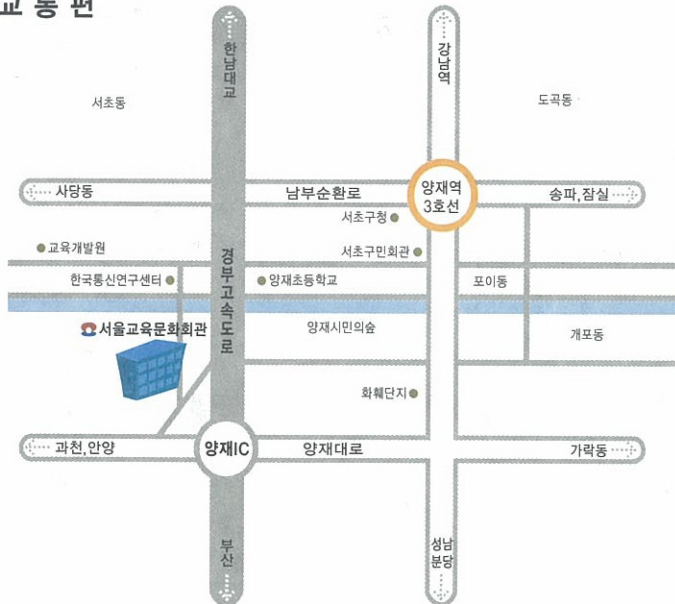 교통편
한남대교
강남역
서초동
도곡동
사당동
남부순환로
양재역
3호선
송파,잠실
서초구청
교육개발원
서초구민회관
한국통신연구센터
경부고속도로
양재초등학교
포이동
서울교육문화회관
양재시민의숲
개포동
화훼단지
과천,안양
양재IC
양재대로
가락동
부산
성남
분당